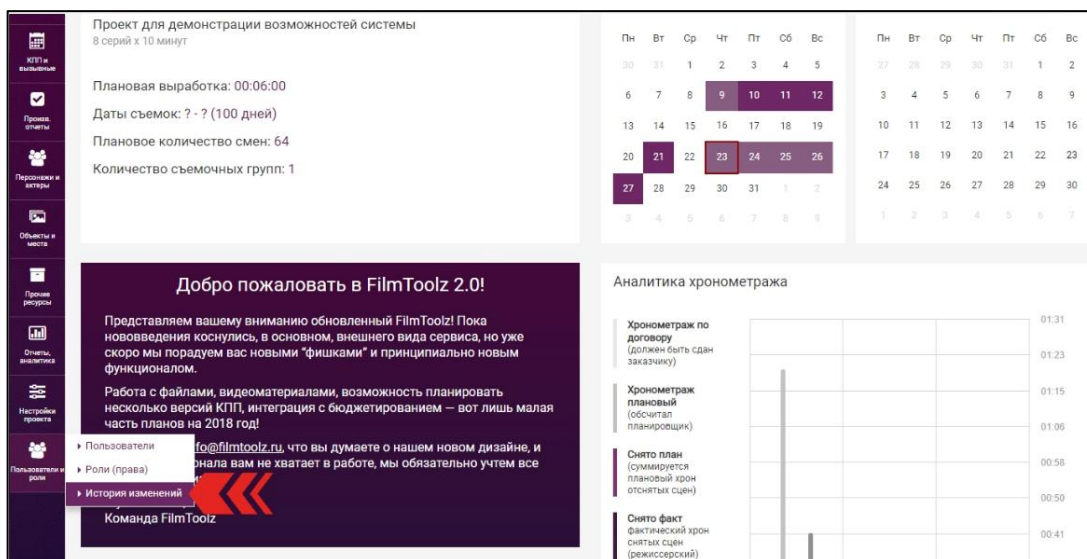 КПП и
вызывные
Произв.
отчеты
Персонажи и
актеры
Объекты и
места
Прочие
ресурсы
Отчеты,
аналитика
Настройки
проекта
Пользователи и
роли
Проект для демонстрации возможностей системы
8 серий x 10 минут
Плановая выработка: 00:06:00
Даты съемок: ? - ? (100 дней)
Плановое количество смен: 64
Количество съемочных групп: 1
Пн Вт Ср Чт Пт Сб Вс
30 31 1 2 3 4 5
6 7 8 9 10 11 12
13 14 15 16 17 18 19
20 21 22 23 24 25 26
27 28 29 30 31 1 2
3 4 5 6 7 8 9
Пн Вт Ср Чт Пт Сб Вс
27 28 29 30 31 1 2
3 4 5 6 7 8 9
10 11 12 13 14 15 16
17 18 19 20 21 22 23
24 25 26 27 28 29 30
1 2 3 4 5 6 7
Добро пожаловать в FilmToolz 2.0!
Представляем вашему вниманию обновленный FilmToolz! Пока
нововведения коснулись, в основном, внешнего вида сервиса, но уже
скоро мы порадуем вас новыми “фишками” и принципиально новым
функционалом.
Работа с файлами, видеоматериалами, возможность планировать
несколько версий КПП, интеграция с бюджетированием — вот лишь малая
часть планов на 2018 год!
fo@filmtoolz.ru, что вы думаете о нашем новом дизайне, и
онала вам не хватает в работе, мы обязательно учтем все
Команда FilmToolz
Пользователи
Роли (права)
История изменений
Аналитика хронометража
Хронометраж по
договору
(должен быть сдан
заказчику)
Хронометраж
плановый
(обсчитал
планировщик)
Снято план
(суммируется
плановый хрон
отснятых сцен)
Снято факт
фактический хрон
снятых сцен
(режиссерский)
01:31
01:23
01:15
01:06
00:58
00:50
00:41